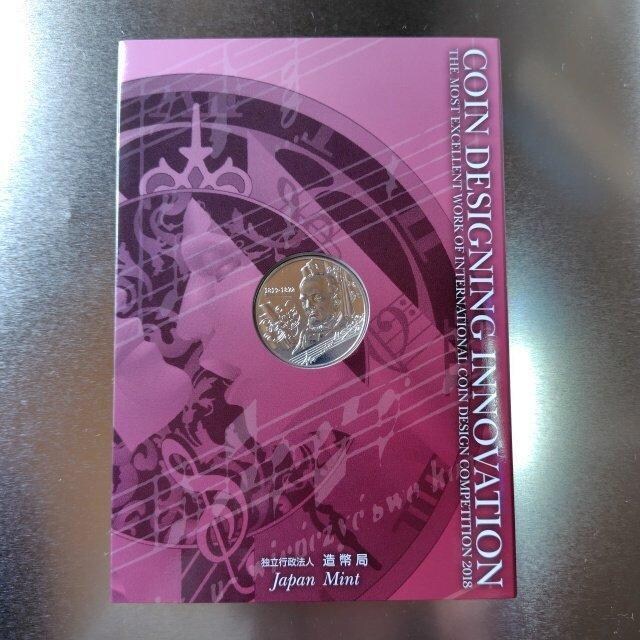 COIN DESIGNING INNOVATION
THE MOST EXCELLENT WORK OF INTERNATIONAL COIN DESIGN COMPETITION 2018
独立行政法人 造幣局
Japan Mint